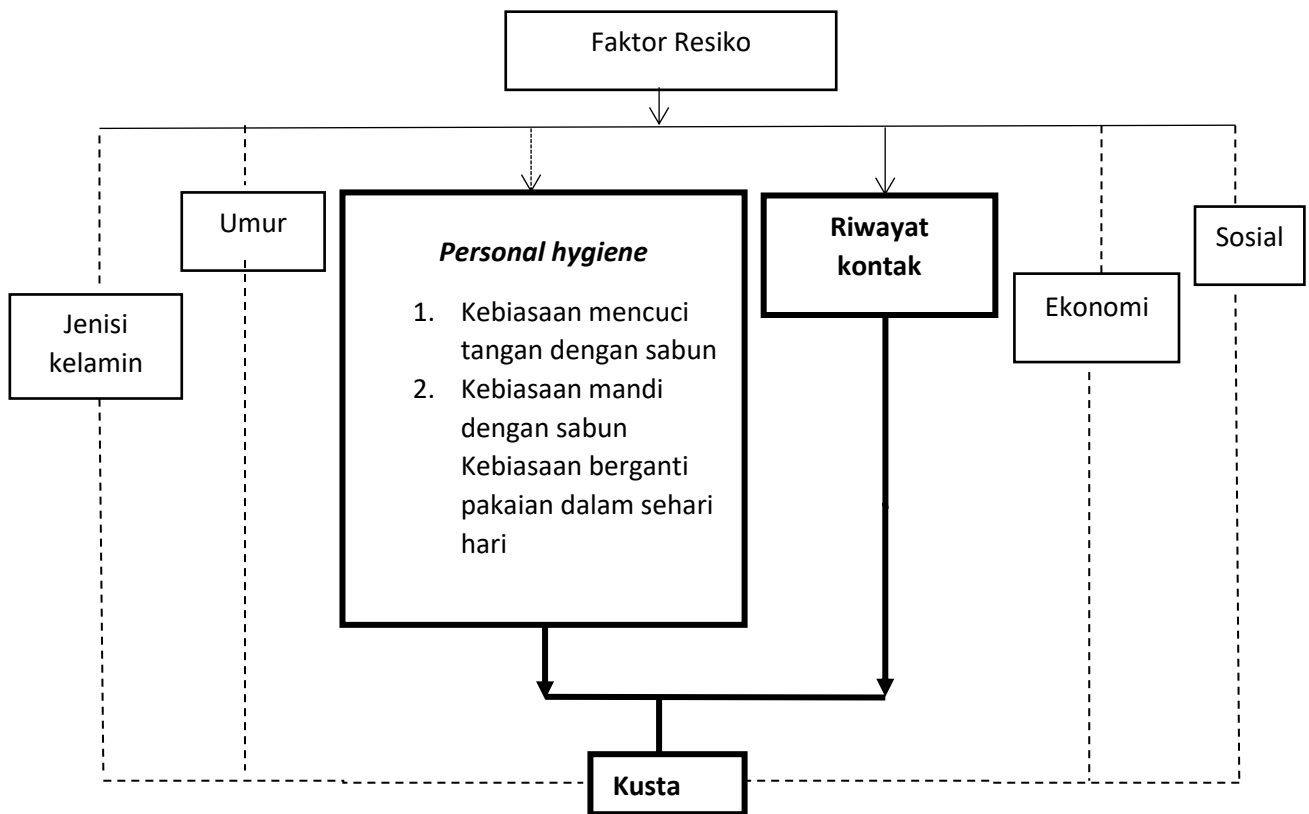 Faktor Resiko
Umur
Personal hygiene
1. Kebiasaan mencuci
tangan dengan sabun
2. Kebiasaan mandi
dengan sabun
Kebiasaan berganti
pakaian dalam sehari
hari
Riwayat
kontak
Sosial
Jenisi
kelamin
Ekonomi
Kusta